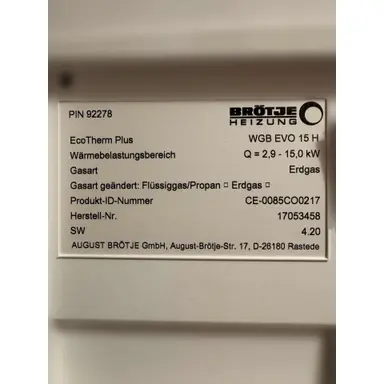 PIN 92278
BRÖTJE
HEIZUNG
EcoTherm Plus WGB EVO 15 H
Wärmebelastungsbereich Q = 2,9 - 15,0 kW
Gasart Erdgas
Gasart geändert: Flüssiggas/Propan □ Erdgas □
Produkt-ID-Nummer CE-0085CO0217
Herstell-Nr. 17053458
SW 4.20
AUGUST BRÖTJE GmbH, August-Brötje-Str. 17, D-26180 Rastede